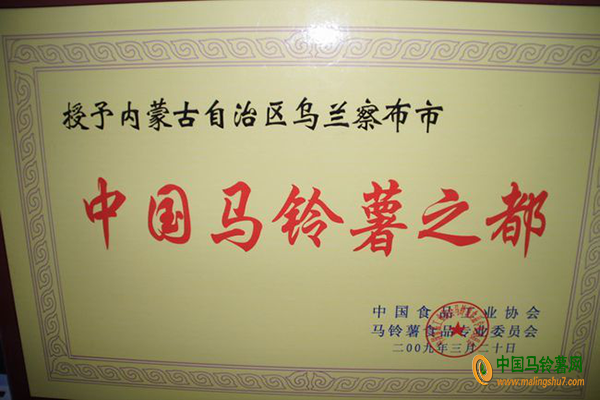 授予内蒙古自治区乌兰察布市
中国马铃薯之都
中国食品工业协会
马铃薯食品专业委员会
二00九年三月二十日
中国马铃薯网
www.malingshu7.com